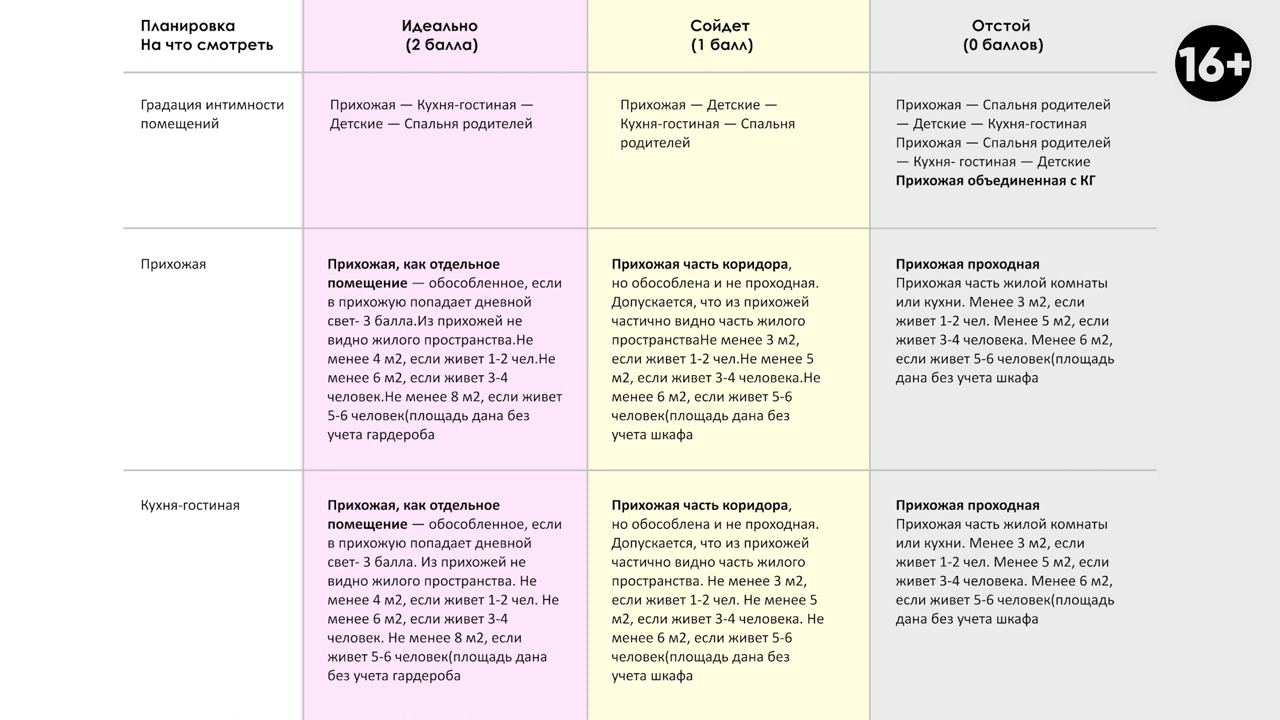 Планировка
На что смотреть
Идеально
(2 балла)
Сойдет
(1 балл)
Отстой
(0 баллов)
16+
Градация интимности
помещений
Прихожая — Кухня-гостиная —
Детские — Спальня родителей
Прихожая — Детские —
Кухня-гостиная — Спальня
родителей
Прихожая — Спальня родителей
— Детские — Кухня-гостиная
Прихожая — Спальня родителей
— Кухня- гостиная — Детские
Прихожая объединенная с КГ
Прихожая
Прихожая, как отдельное
помещение — обособленное, если
в прихожую попадает дневной
свет- 3 балла.Из прихожей не
видно жилого пространства.Не
менее 4 м2, если живет 1-2 чел.Не
менее 6 м2, если живет 3-4
человек.Не менее 8 м2, если живет
5-6 человек(площадь дана без
учета гардероба
Прихожая часть коридора,
но обособлена и не проходная.
Допускается, что из прихожей
частично видно часть жилого
пространстваНе менее 3 м2,
если живет 1-2 чел.Не менее 5
м2, если живет 3-4 человека.Не
менее 6 м2, если живет 5-6
человек(площадь дана без
учета шкафа
Прихожая проходная
Прихожая часть жилой комнаты
или кухни. Менее 3 м2, если
живет 1-2 чел. Менее 5 м2, если
живет 3-4 человека. Менее 6 м2,
если живет 5-6 человек(площадь
дана без учета шкафа
Кухня-гостиная
Прихожая, как отдельное
помещение — обособленное, если
в прихожую попадает дневной
свет- 3 балла. Из прихожей не
видно жилого пространства. Не
менее 4 м2, если живет 1-2 чел. Не
менее 6 м2, если живет 3-4
человек. Не менее 8 м2, если
живет 5-6 человек(площадь дана
без учета гардероба
Прихожая часть коридора,
но обособлена и не проходная.
Допускается, что из прихожей
частично видно часть жилого
пространства. Не менее 3 м2,
если живет 1-2 чел. Не менее 5
м2, если живет 3-4 человека. Не
менее 6 м2, если живет 5-6
человек(площадь дана без
учета шкафа
Прихожая проходная
Прихожая часть жилой комнаты
или кухни. Менее 3 м2, если
живет 1-2 чел. Менее 5 м2, если
живет 3-4 человека. Менее 6 м2,
если живет 5-6 человек(площадь
дана без учета шкафа